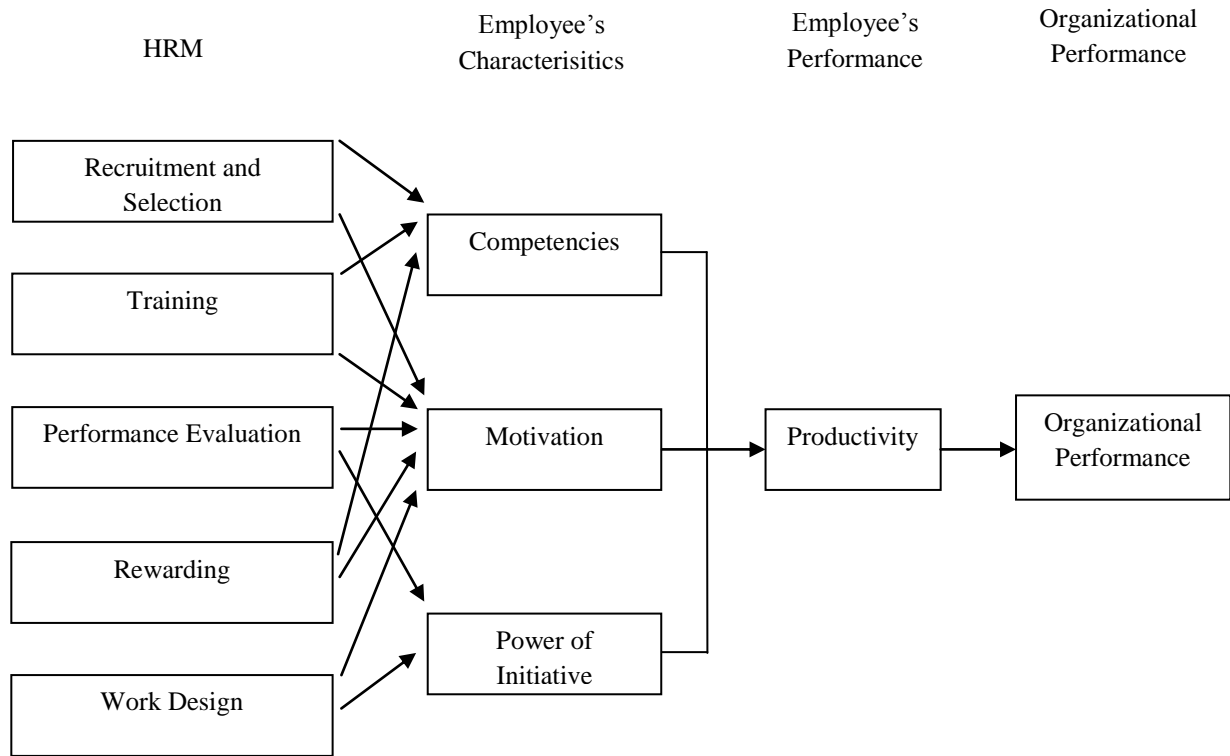 HRM
Employee’s
Characterisitics
Employee’s
Performance
Organizational
Performance
Recruitment and
Selection
Training
Performance Evaluation
Rewarding
Work Design
Competencies
Motivation
Power of
Initiative
Productivity
Organizational
Performance